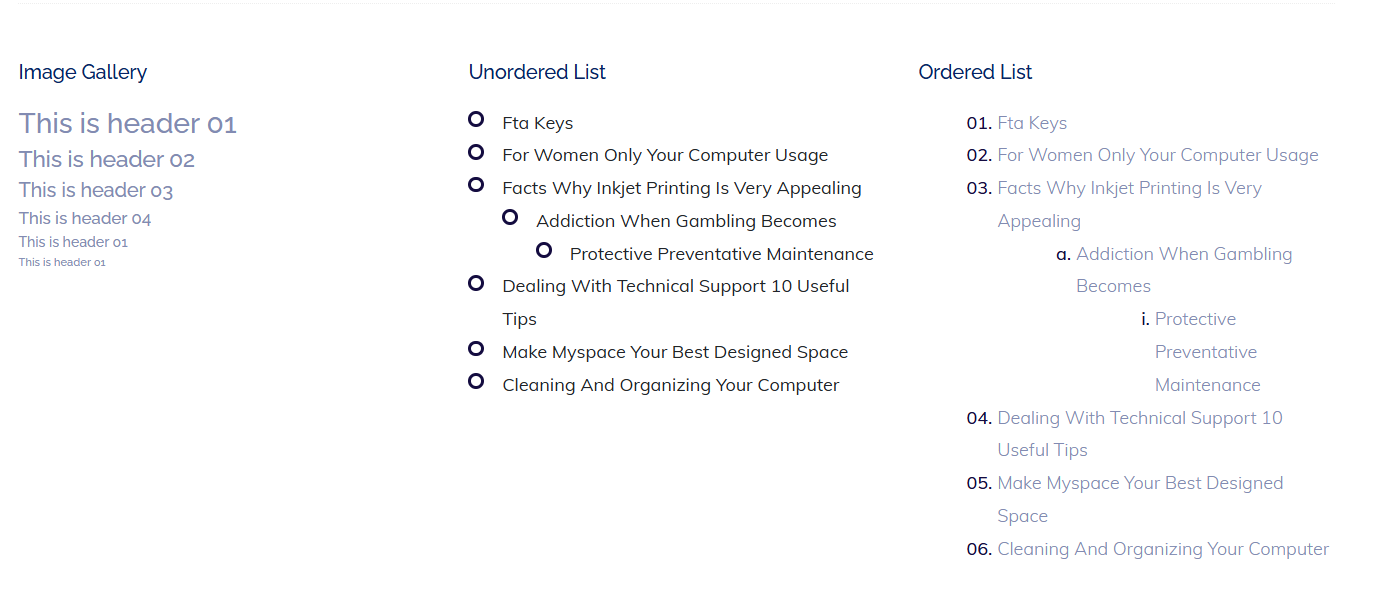 Image Gallery
This is header 01
This is header 02
This is header 03
This is header 04
This is header 01
This is header 01
Unordered List
Fta Keys
For Women Only Your Computer Usage
Facts Why Inkjet Printing Is Very Appealing
Addiction When Gambling Becomes
Protective Preventative Maintenance
Dealing With Technical Support 10 Useful
Tips
Make Myspace Your Best Designed Space
Cleaning And Organizing Your Computer
Ordered List
01. Fta Keys
02. For Women Only Your Computer Usage
03. Facts Why Inkjet Printing Is Very
Appealing
a. Addiction When Gambling
Becomes
i. Protective
Preventative
Maintenance
04. Dealing With Technical Support 10
Useful Tips
05. Make Myspace Your Best Designed
Space
06. Cleaning And Organizing Your Computer